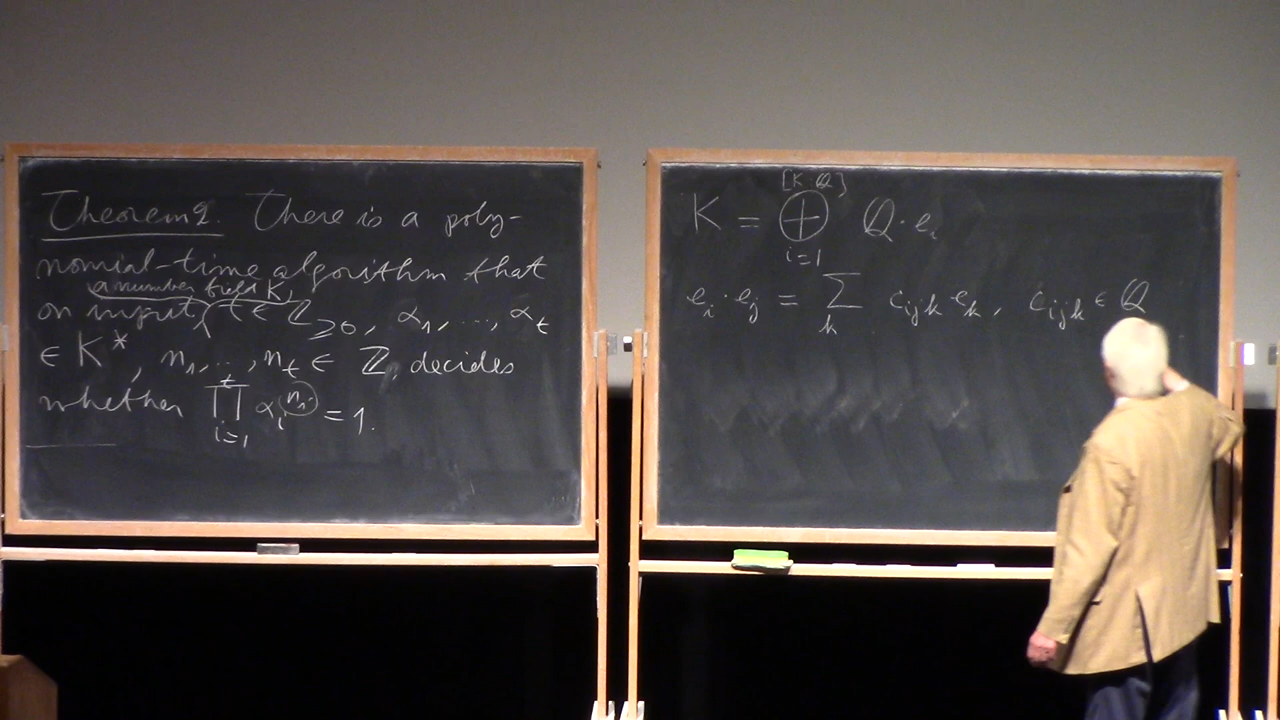 Theorem 2. There is a poly-
nomial-time algorithm that
a number field K,
on input t ∈ ℤ≥0, α₁, ..., αₜ
∈ K*, n₁, ..., nₜ ∈ ℤ, decides
whether ∏ᵢ₌₁ᵗ αᵢ^nᵢ = 1.
K = ⊕ᵢ₌₁^[K:ℚ] ℚ·eᵢ
eᵢ·eⱼ = ∑ₖ cᵢⱼₖ eₖ, cᵢⱼₖ ∈ ℚ